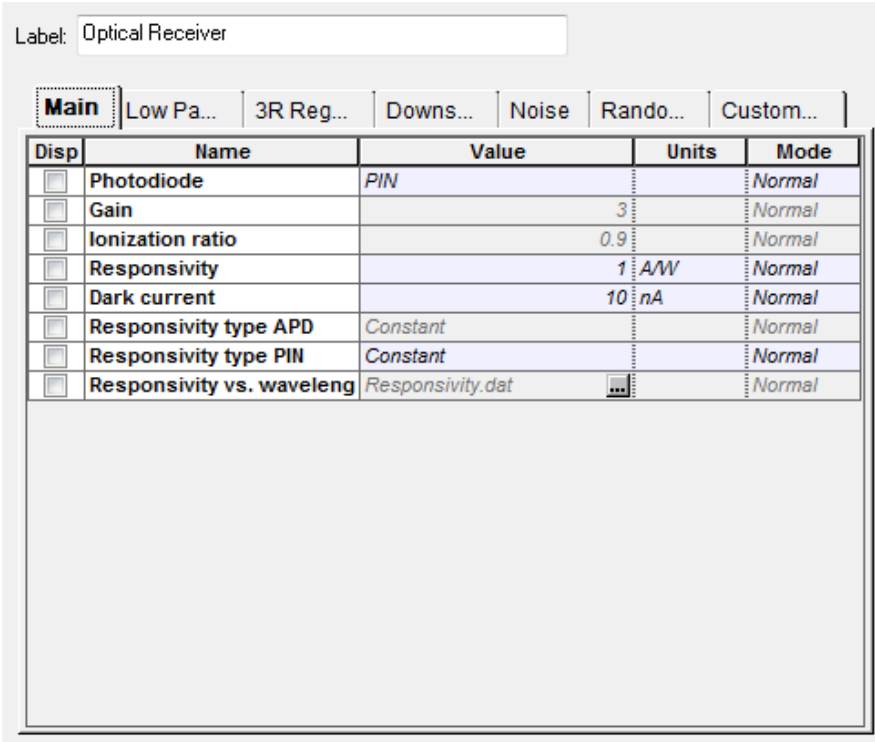 Label: Optical Receiver
Main Low Pa... 3R Reg... Downs... Noise Rando... Custom...
Disp Name Value Units Mode
Photodiode PIN Normal
Gain 3 Normal
Ionization ratio 0.9 Normal
Responsivity 1 A/W Normal
Dark current 10 nA Normal
Responsivity type APD Constant Normal
Responsivity type PIN Constant Normal
Responsivity vs. waveleng Responsivity.dat ... Normal